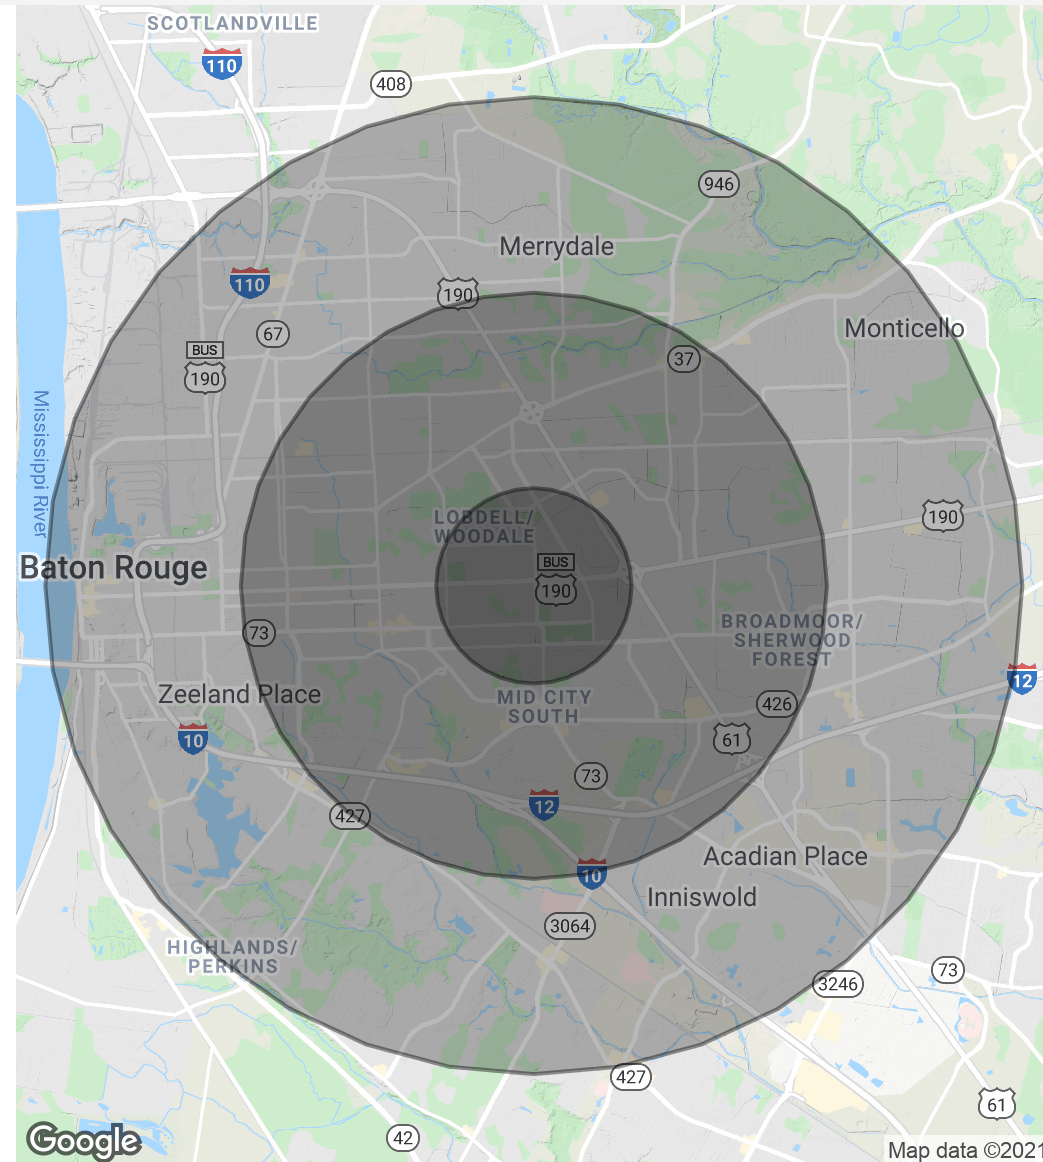 SCOTLANDVILLE
110
408
946
Merrydale
110
190
67
Monticello
BUS
190
37
Mississippi River
LOBDELL/
WOODALE
190
BUS
190
Baton Rouge
73
BROADMOOR/
SHERWOOD
FOREST
12
Zeeland Place
MID CITY
SOUTH
426
10
61
73
12
427
Acadian Place
10
Inniswold
3064
HIGHLANDS/
PERKINS
73
3246
427
61
Google
42
Map data ©2021